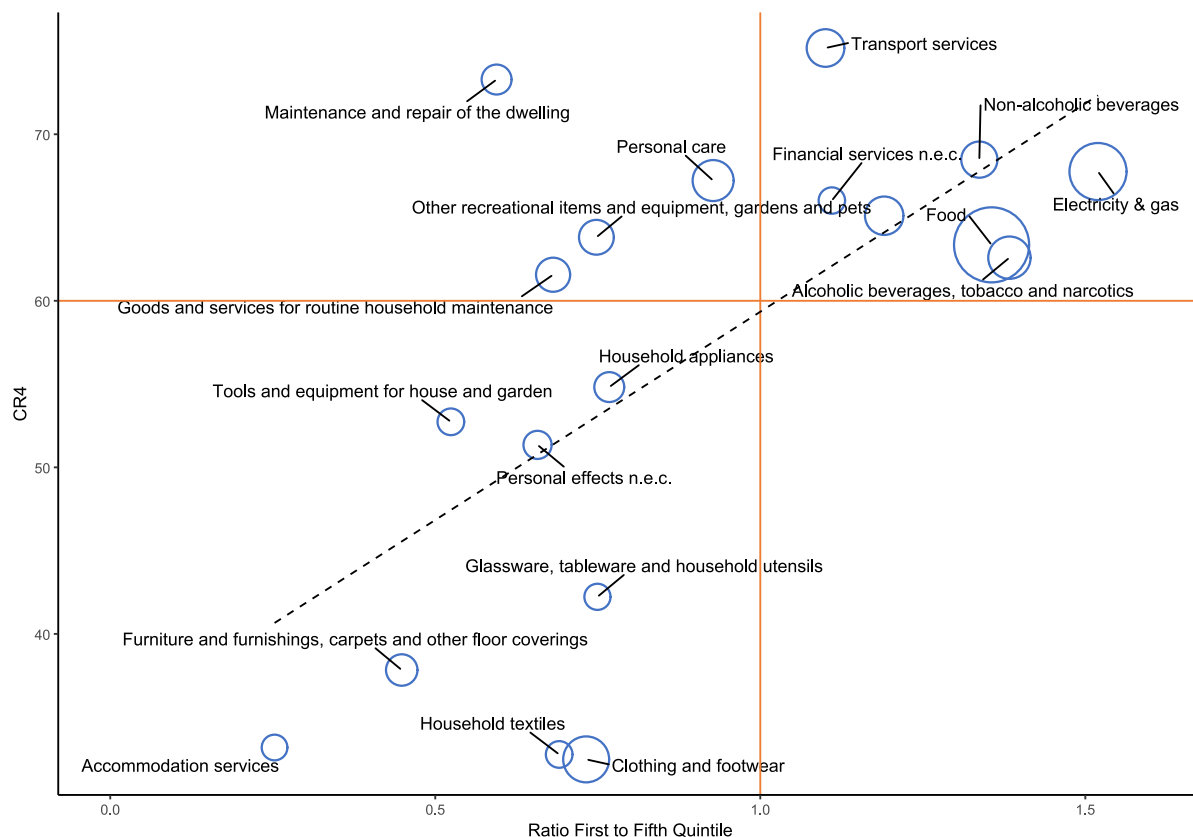 Transport services
Maintenance and repair of the dwelling
Non-alcoholic beverages
70
Personal care
Financial services n.e.c.
Other recreational items and equipment, gardens and pets
Electricity & gas
Food
Alcoholic beverages, tobacco and narcotics
Goods and services for routine household maintenance
60
Household appliances
Tools and equipment for house and garden
CR4
50
Personal effects n.e.c.
Glassware, tableware and household utensils
40
Furniture and furnishings, carpets and other floor coverings
Household textiles
Accommodation services
Clothing and footwear
0.0
0.5
1.0
1.5
Ratio First to Fifth Quintile